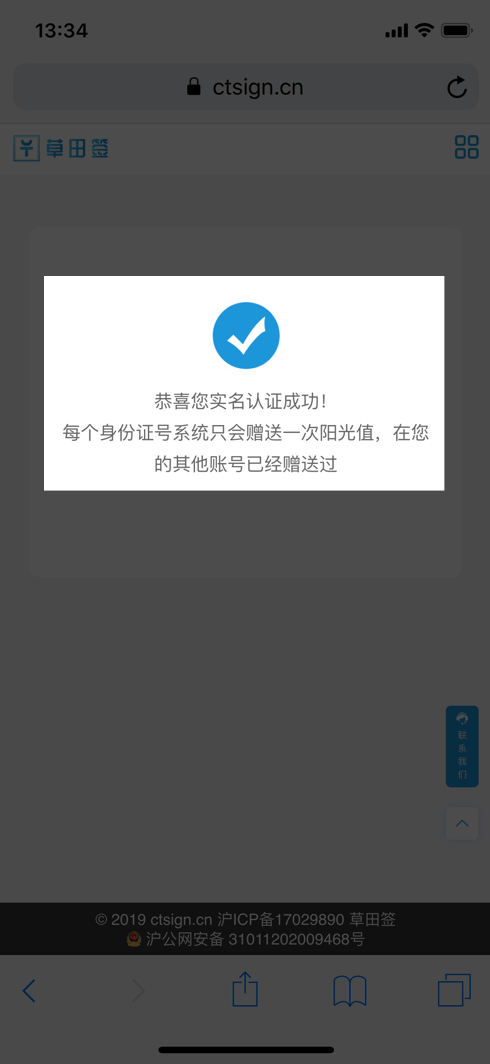 13:34
ctsign.cn
草田签
恭喜您实名认证成功！
每个身份证号系统只会赠送一次阳光值，在您
的其他账号已经赠送过
联
系
我
们
© 2019 ctsign.cn 沪ICP备17029890 草田签
沪公网安备 31011202009468号